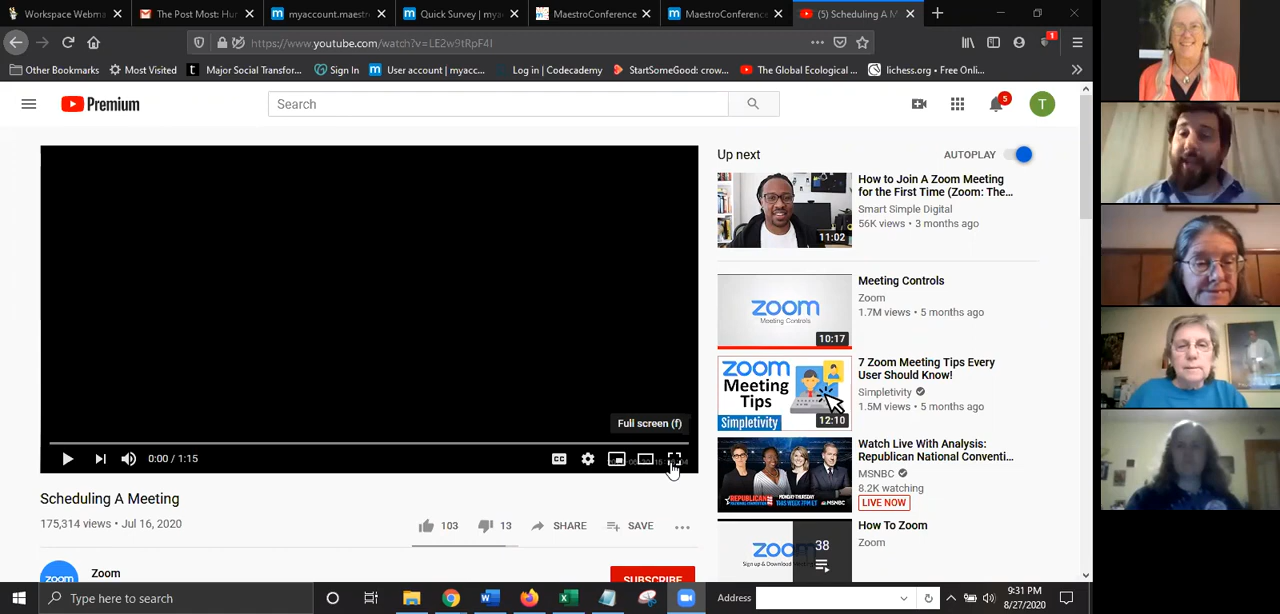 Workspace Webma
The Post Most: Hur
myaccount.maestro
Quick Survey | mya
MaestroConference
MaestroConference
(5) Scheduling A M
https://www.youtube.com/watch?v=LE2w9tRpF4I
1
Other Bookmarks
Most Visited
Major Social Transfor...
Sign In
User account | myacc...
Log in | Codecademy
StartSomeGood: crow...
The Global Ecological ...
lichess.org • Free Onli...
Premium
Search
5
T
Up next
AUTOPLAY
How to Join A Zoom Meeting
for the First Time (Zoom: The...
Smart Simple Digital
56K views • 3 months ago
11:02
Meeting Controls
Zoom
1.7M views • 5 months ago
zoom
Meeting Controls
10:17
7 Zoom Meeting Tips Every
User Should Know!
Simpletivity
1.5M views • 5 months ago
zoom
Meeting
Tips
Simpletivity
12:10
Full screen (f)
0:00 / 1:15
CC
Watch Live With Analysis:
Republican National Conventi...
MSNBC
8.2K watching
LIVE NOW
REPUBLICAN
Scheduling A Meeting
175,314 views • Jul 16, 2020
103
13
SHARE
SAVE
How To Zoom
Zoom
38
Zoom
zoom
SUBSCRIBE
Type here to search
Address
9:31 PM
8/27/2020